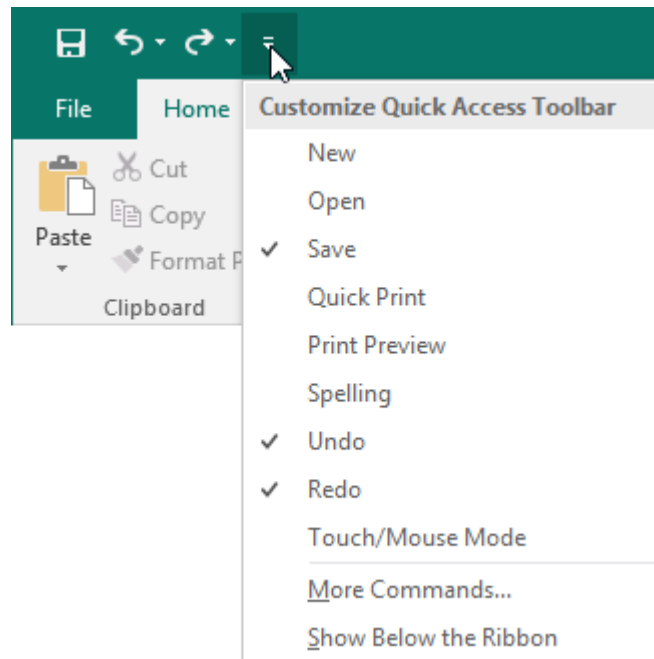 File Home
Customize Quick Access Toolbar
New
Cut
Open
Copy
Paste
Save
Format P
Quick Print
Clipboard
Print Preview
Spelling
Undo
Redo
Touch/Mouse Mode
More Commands...
Show Below the Ribbon